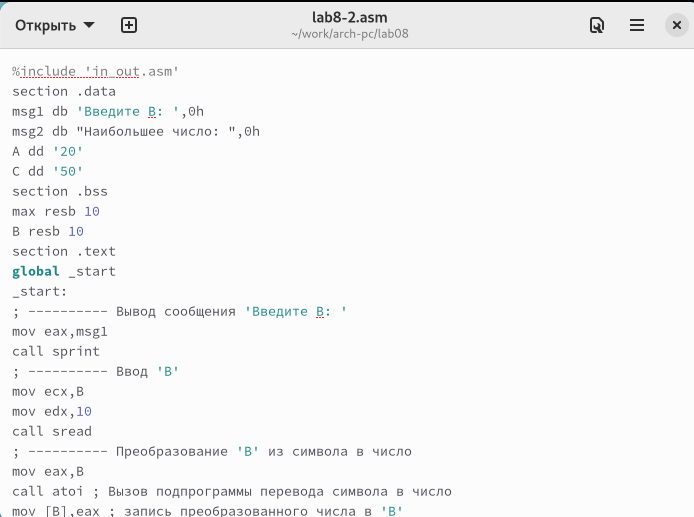 Открыть
lab8-2.asm
~/work/arch-pc/lab08
%include 'in_out.asm'
section .data
msg1 db 'Введите B: ',0h
msg2 db "Наибольшее число: ",0h
A dd '20'
C dd '50'
section .bss
max resb 10
B resb 10
section .text
global _start
_start:
; ---------- Вывод сообщения 'Введите B: '
mov eax,msg1
call sprint
; ---------- Ввод 'B'
mov ecx,B
mov edx,10
call sread
; ---------- Преобразование 'B' из символа в число
mov eax,B
call atoi ; Вызов подпрограммы перевода символа в число
mov [B],eax ; запись преобразованного числа в 'B'